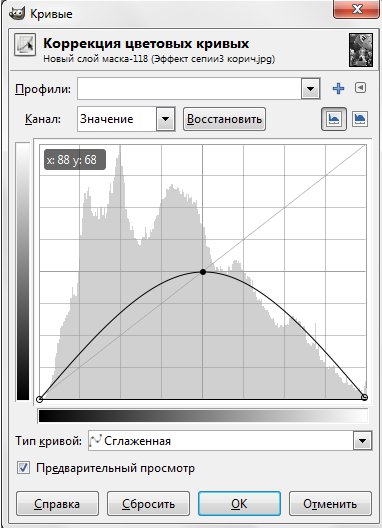 Кривые
Коррекция цветовых кривых
Новый слой маска-118 (Эффект сепии3 корич.jpg)
Профили:
Канал: Значение Восстановить
x: 88 y: 68
Тип кривой: Сглаженная
Предварительный просмотр
Справка Сбросить OK Отменить